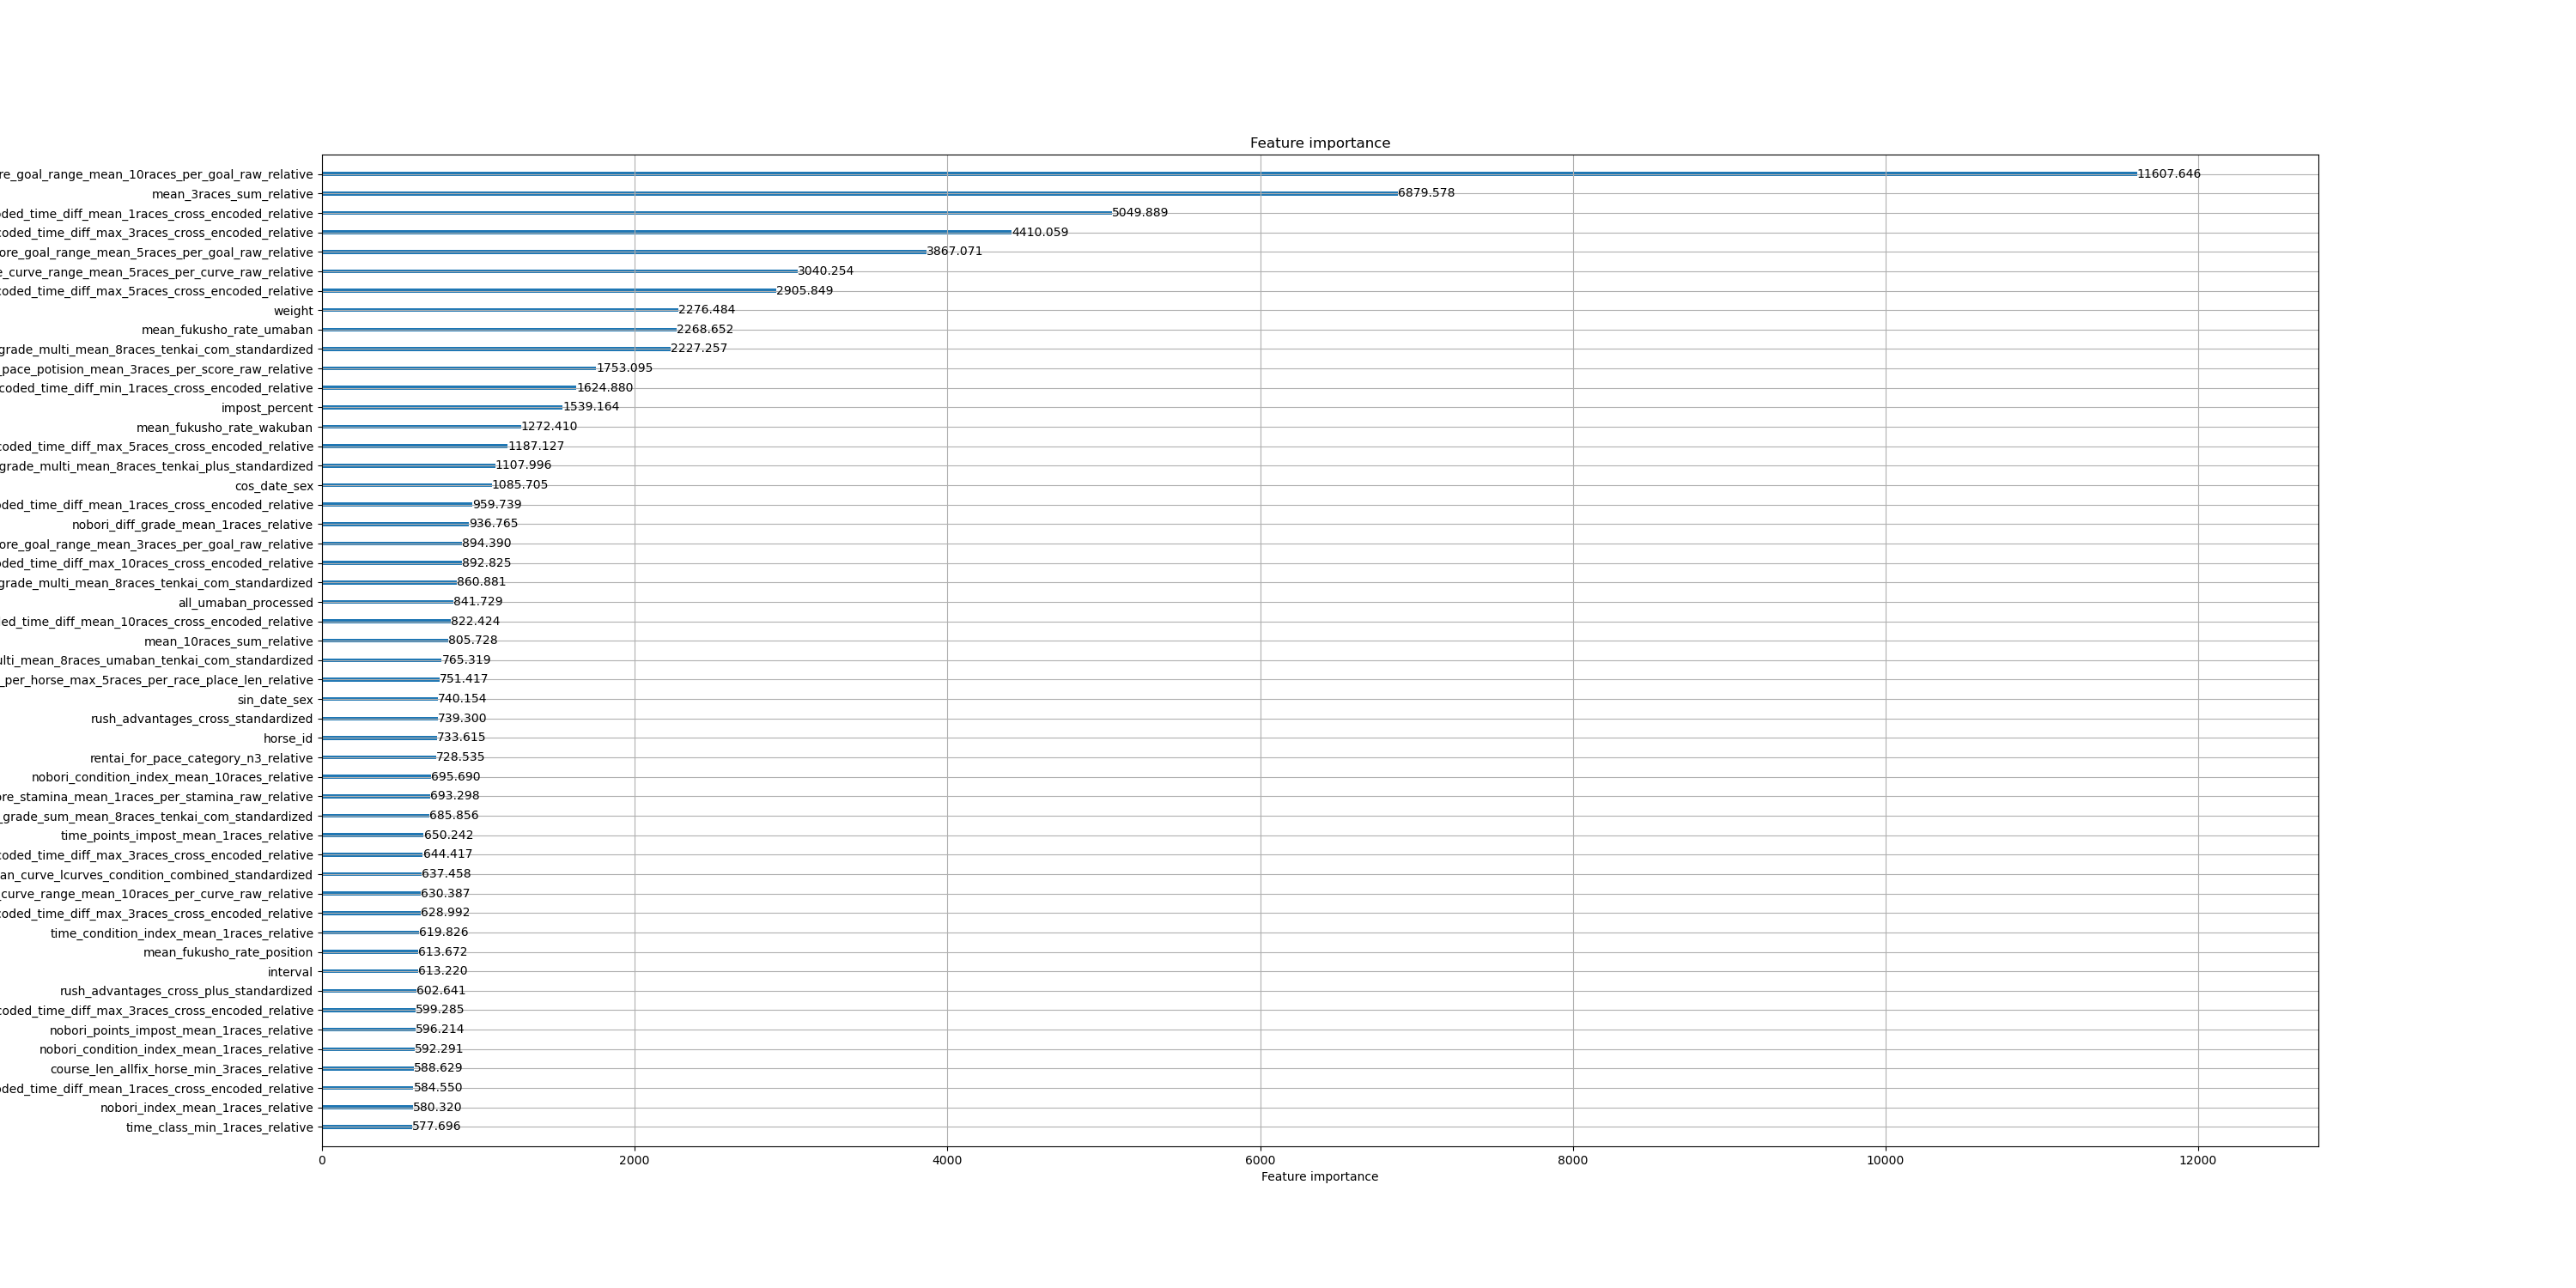 Feature importance
re_goal_range_mean_10races_per_goal_raw_relative 11607.646
mean_3races_sum_relative 6879.578
ded_time_diff_mean_1races_cross_encoded_relative 5049.889
coded_time_diff_max_3races_cross_encoded_relative 4410.059
ore_goal_range_mean_5races_per_goal_raw_relative 3867.071
e_curve_range_mean_5races_per_curve_raw_relative 3040.254
coded_time_diff_max_5races_cross_encoded_relative 2905.849
weight 2276.484
mean_fukusho_rate_umaban 2268.652
grade_multi_mean_8races_tenkai_com_standardized 2227.257
_pace_potision_mean_3races_per_score_raw_relative 1753.095
coded_time_diff_min_1races_cross_encoded_relative 1624.880
impost_percent 1539.164
mean_fukusho_rate_wakuban 1272.410
coded_time_diff_max_5races_cross_encoded_relative 1187.127
grade_multi_mean_8races_tenkai_plus_standardized 1107.996
cos_date_sex 1085.705
ded_time_diff_mean_1races_cross_encoded_relative 959.739
nobori_diff_grade_mean_1races_relative 936.765
ore_goal_range_mean_3races_per_goal_raw_relative 894.390
ded_time_diff_max_10races_cross_encoded_relative 892.825
grade_multi_mean_8races_tenkai_com_standardized 860.881
all_umaban_processed 841.729
ed_time_diff_mean_10races_cross_encoded_relative 822.424
mean_10races_sum_relative 805.728
ulti_mean_8races_umaban_tenkai_com_standardized 765.319
_per_horse_max_5races_per_race_place_len_relative 751.417
sin_date_sex 740.154
rush_advantages_cross_standardized 739.300
horse_id 733.615
rentai_for_pace_category_n3_relative 728.535
nobori_condition_index_mean_10races_relative 695.690
re_stamina_mean_1races_per_stamina_raw_relative 693.298
_grade_sum_mean_8races_tenkai_com_standardized 685.856
time_points_impost_mean_1races_relative 650.242
coded_time_diff_max_3races_cross_encoded_relative 644.417
an_curve_lcurves_condition_combined_standardized 637.458
_curve_range_mean_10races_per_curve_raw_relative 630.387
coded_time_diff_max_3races_cross_encoded_relative 628.992
time_condition_index_mean_1races_relative 619.826
mean_fukusho_rate_position 613.672
interval 613.220
rush_advantages_cross_plus_standardized 602.641
coded_time_diff_max_3races_cross_encoded_relative 599.285
nobori_points_impost_mean_1races_relative 596.214
nobori_condition_index_mean_1races_relative 592.291
course_len_allfix_horse_min_3races_relative 588.629
ded_time_diff_mean_1races_cross_encoded_relative 584.550
nobori_index_mean_1races_relative 580.320
time_class_min_1races_relative 577.696
0 2000 4000 6000 8000 10000 12000
Feature importance